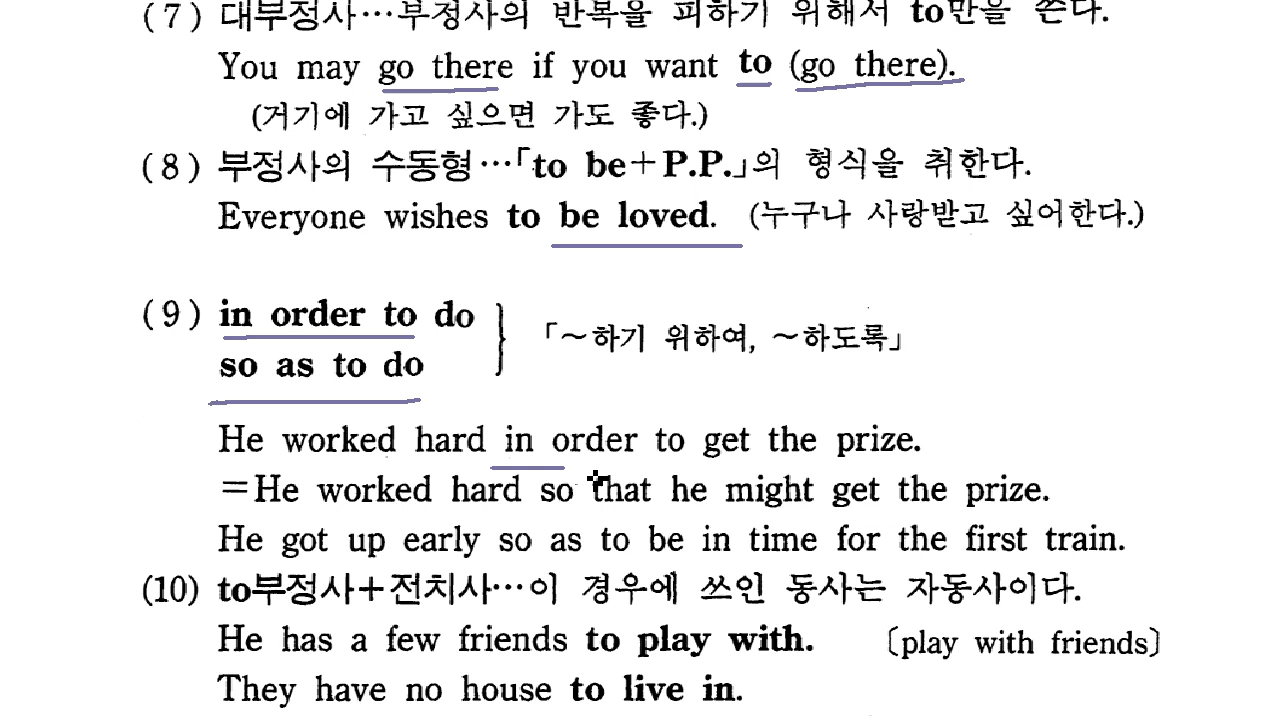 (7) 대부정사…부정사의 반복을 피하기 위해서 to만을 쓴다.
You may go there if you want to (go there).
(거기에 가고 싶으면 가도 좋다.)
(8) 부정사의 수동형…「to be+P.P.」의 형식을 취한다.
Everyone wishes to be loved. (누구나 사랑받고 싶어한다.)
(9) in order to do
so as to do
「~하기 위하여, ~하도록」
He worked hard in order to get the prize.
=He worked hard so that he might get the prize.
He got up early so as to be in time for the first train.
(10) to부정사+전치사…이 경우에 쓰인 동사는 자동사이다.
He has a few friends to play with. 〔play with friends〕
They have no house to live in.